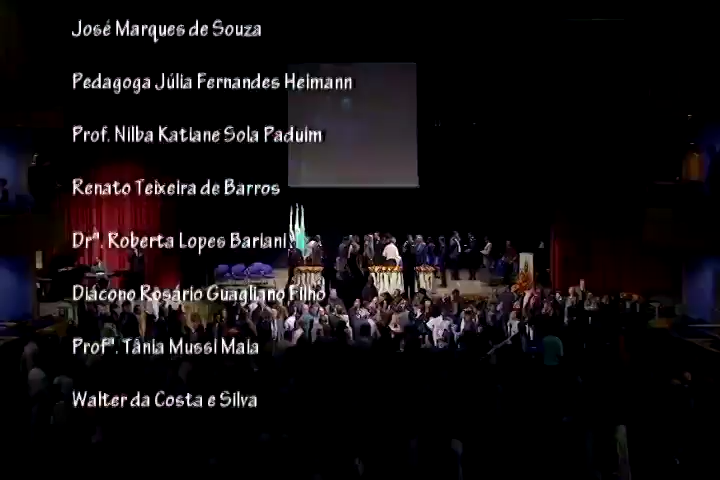 José Marques de Souza
Pedagoga Júlia Fernandes Heimann
Prof. Nilba Katiane Sola Paduim
Renato Teixeira de Barros
Drª. Roberta Lopes Bariani
Diácono Rosário Guagliano Filho
Profª. Tânia Mussi Maia
Walter da Costa e Silva